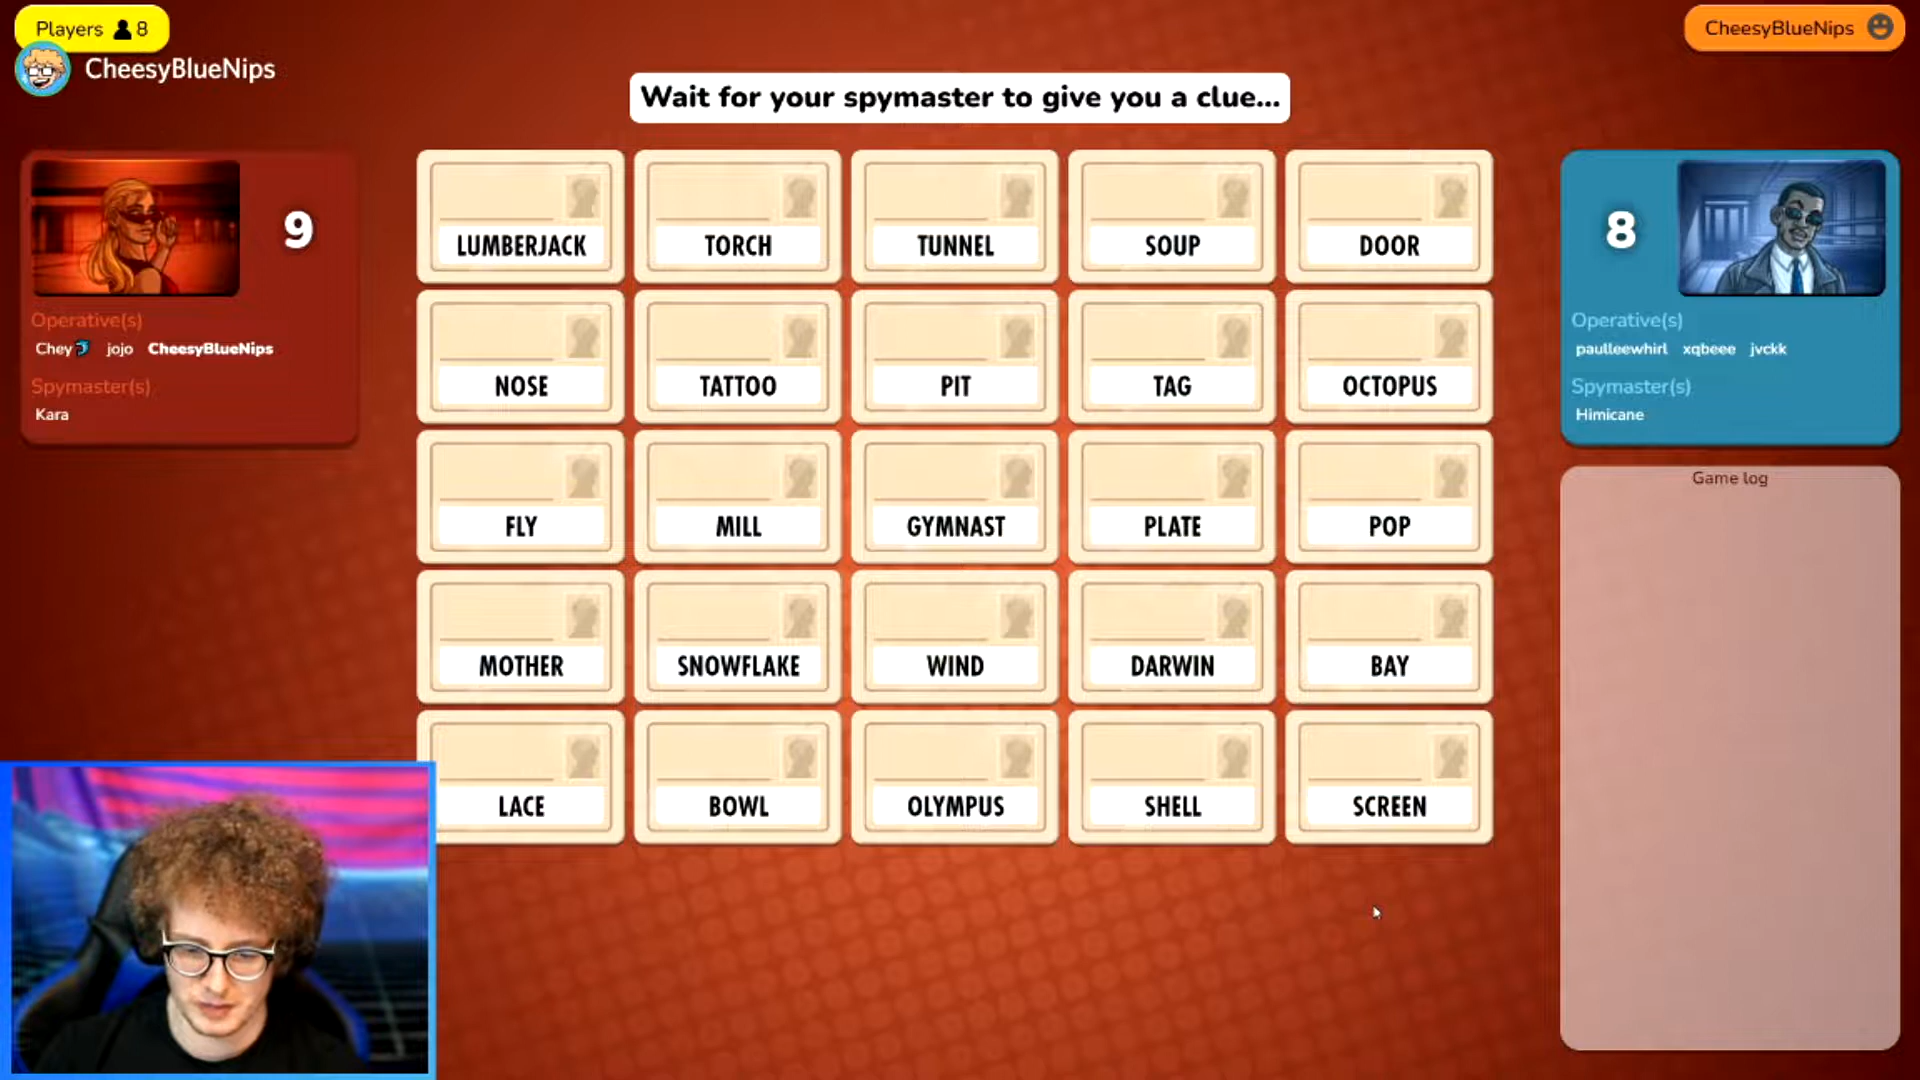 Players 8
CheesyBlueNips
CheesyBlueNips
Wait for your spymaster to give you a clue...
9
Operative(s)
Chey jojo CheesyBlueNips
Spymaster(s)
Kara
LUMBERJACK TORCH TUNNEL SOUP DOOR
NOSE TATTOO PIT TAG OCTOPUS
FLY MILL GYMNAST PLATE POP
MOTHER SNOWFLAKE WIND DARWIN BAY
LACE BOWL OLYMPUS SHELL SCREEN
8
Operative(s)
paulleewhirl xqbeee jvckk
Spymaster(s)
Himicane
Game log